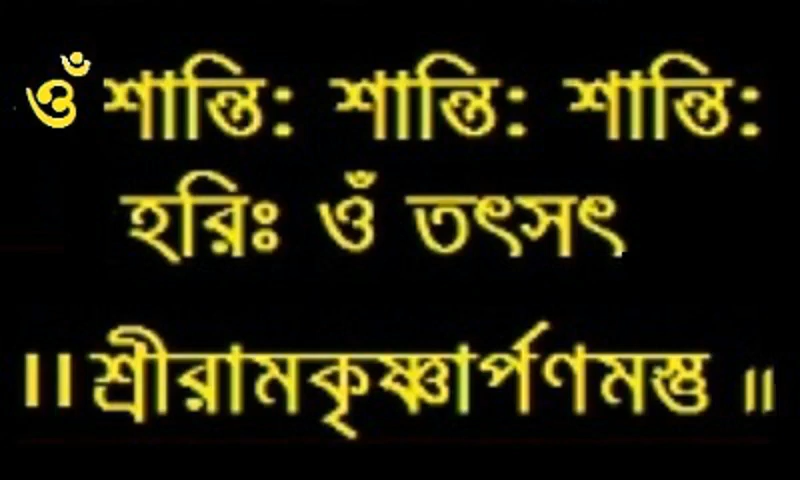 ওঁ শান্তি: শান্তি: শান্তি:
হরিঃ ওঁ তৎসৎ
।।শ্রীরামকৃষ্ণার্পণমস্তু ॥